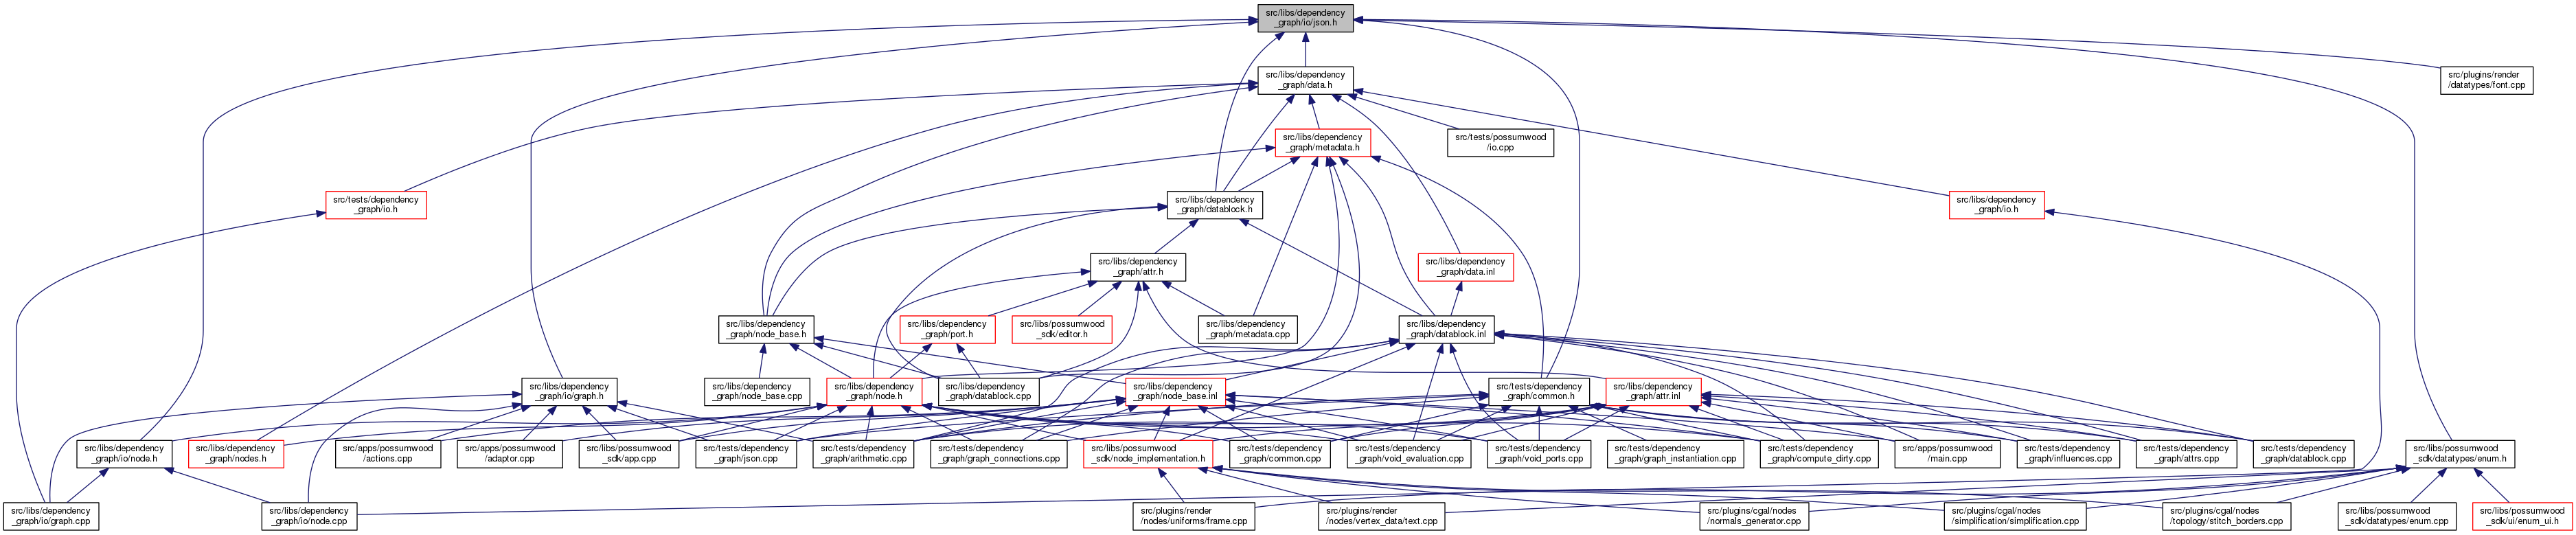 src/libs/dependency
_graph/io/json.h
src/libs/dependency
_graph/data.h
src/plugins/render
/datatypes/font.cpp
src/libs/dependency
_graph/metadata.h
src/tests/possumwood
/io.cpp
src/tests/dependency
_graph/io.h
src/libs/dependency
_graph/datablock.h
src/libs/dependency
_graph/io.h
src/libs/dependency
_graph/attr.h
src/libs/dependency
_graph/data.inl
src/libs/dependency
_graph/node_base.h
src/libs/dependency
_graph/port.h
src/libs/possumwood
_sdk/editor.h
src/libs/dependency
_graph/metadata.cpp
src/libs/dependency
_graph/datablock.inl
src/libs/dependency
_graph/io/graph.h
src/libs/dependency
_graph/node_base.cpp
src/libs/dependency
_graph/node.h
src/libs/dependency
_graph/datablock.cpp
src/libs/dependency
_graph/node_base.inl
src/tests/dependency
_graph/common.h
src/libs/dependency
_graph/attr.inl
src/libs/dependency
_graph/io/node.h
src/libs/dependency
_graph/nodes.h
src/apps/possumwood
/actions.cpp
src/apps/possumwood
/adaptor.cpp
src/libs/possumwood
_sdk/app.cpp
src/tests/dependency
_graph/json.cpp
src/tests/dependency
_graph/arithmetic.cpp
src/tests/dependency
_graph/graph_connections.cpp
src/libs/possumwood
_sdk/node_implementation.h
src/tests/dependency
_graph/common.cpp
src/tests/dependency
_graph/void_evaluation.cpp
src/tests/dependency
_graph/void_ports.cpp
src/tests/dependency
_graph/graph_instantiation.cpp
src/tests/dependency
_graph/compute_dirty.cpp
src/apps/possumwood
/main.cpp
src/tests/dependency
_graph/influences.cpp
src/tests/dependency
_graph/attrs.cpp
src/tests/dependency
_graph/datablock.cpp
src/libs/possumwood
_sdk/datatypes/enum.h
src/libs/dependency
_graph/io/graph.cpp
src/libs/dependency
_graph/io/node.cpp
src/plugins/render
/nodes/uniforms/frame.cpp
src/plugins/render
/nodes/vertex_data/text.cpp
src/plugins/cgal/nodes
/normals_generator.cpp
src/plugins/cgal/nodes
/simplification/simplification.cpp
src/plugins/cgal/nodes
/topology/stitch_borders.cpp
src/libs/possumwood
_sdk/datatypes/enum.cpp
src/libs/possumwood
_sdk/ui/enum_ui.h